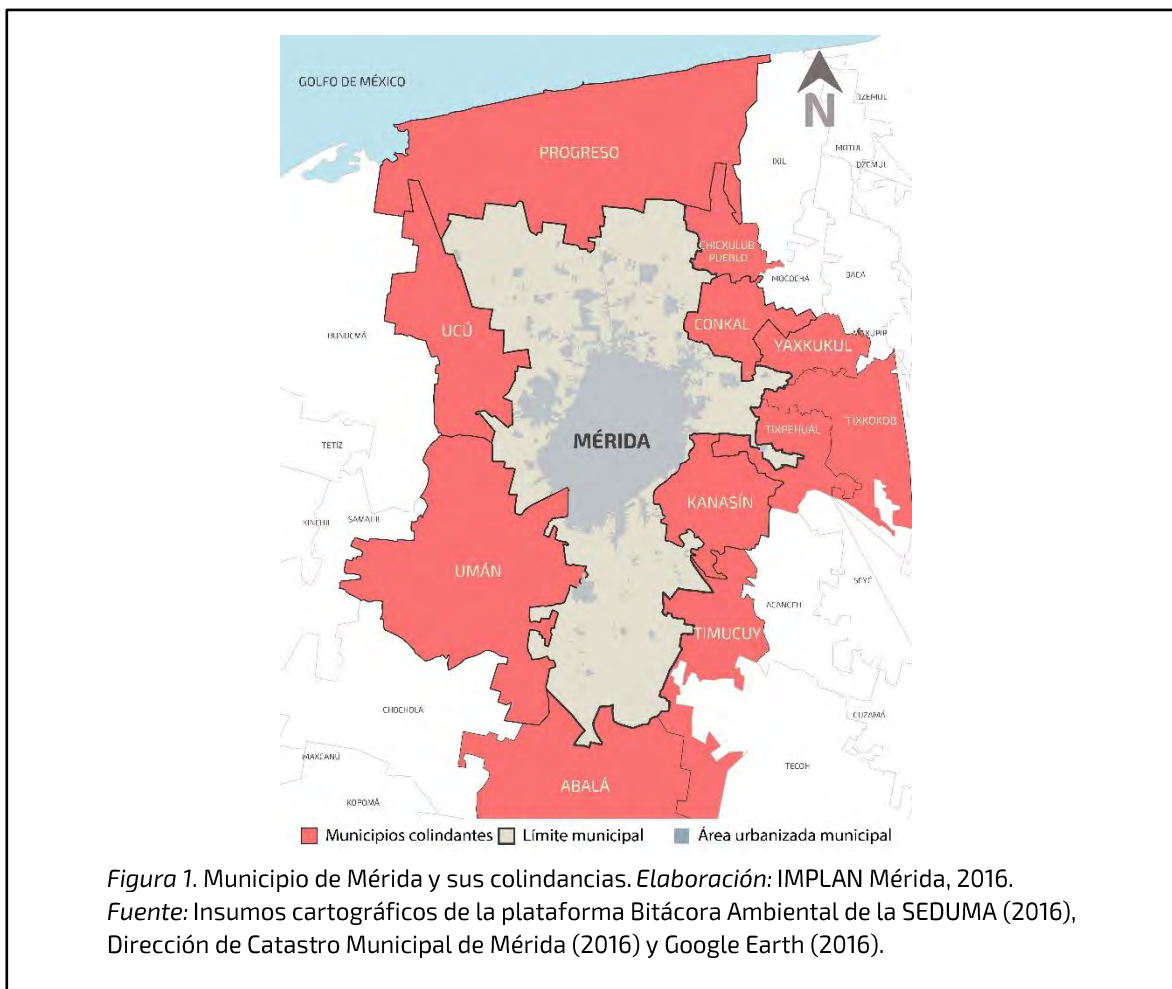 GOLFO DE MÉXICO
N
DZEMUL
PROGRESO
IXIL
MOTUL
DZEMUL
CHICXULUB
PUEBLO
MOCOCHÁ
BACA
HUNUCMÁ
UCÚ
CONKAL
YAXKUKUL
MUXUPIP
TIXPEHUAL
TIXKOKOB
MÉRIDA
TETÍZ
KANASÍN
KINCHIL
SAMAHIL
UMÁN
SEYÉ
ACANCEH
TIMUCUY
CHOCHOLÁ
CUZAMÁ
MAXCANÚ
TECOH
ABALÁ
KOPOMÁ
Municipios colindantes
Límite municipal
Área urbanizada municipal
Figura 1. Municipio de Mérida y sus colindancias. Elaboración: IMPLAN Mérida, 2016.
Fuente: Insumos cartográficos de la plataforma Bitácora Ambiental de la SEDUMA (2016),
Dirección de Catastro Municipal de Mérida (2016) y Google Earth (2016).